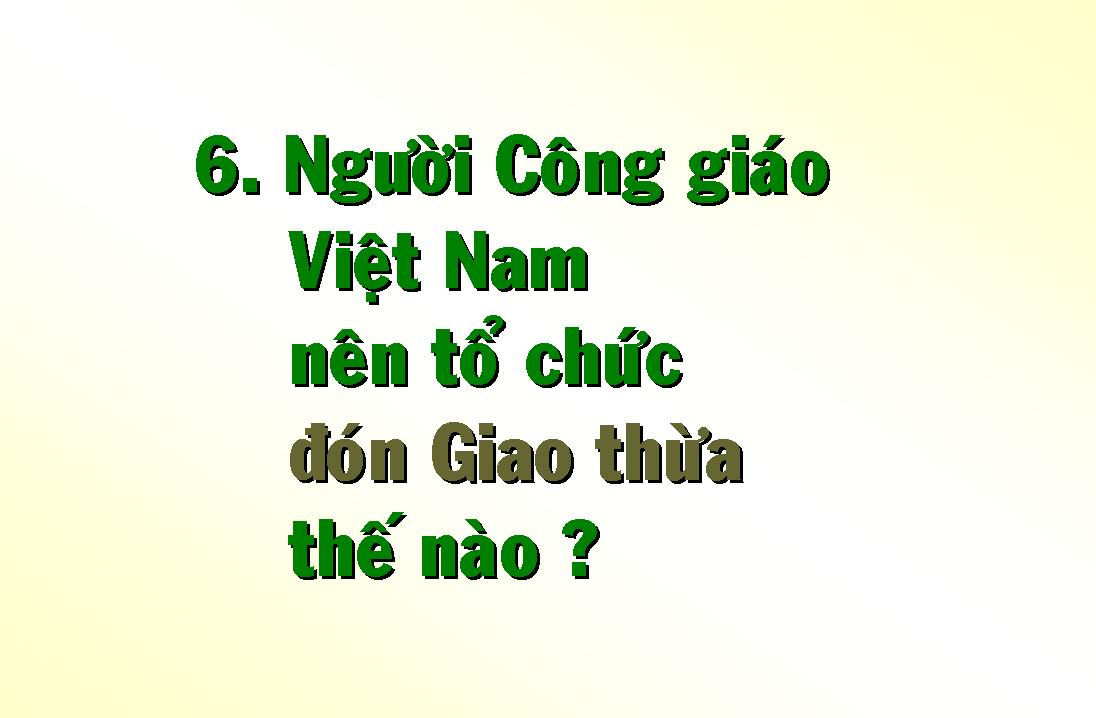 6. Người Công giáo
Việt Nam
nên tổ chức
đón Giao thừa
thế nào ?